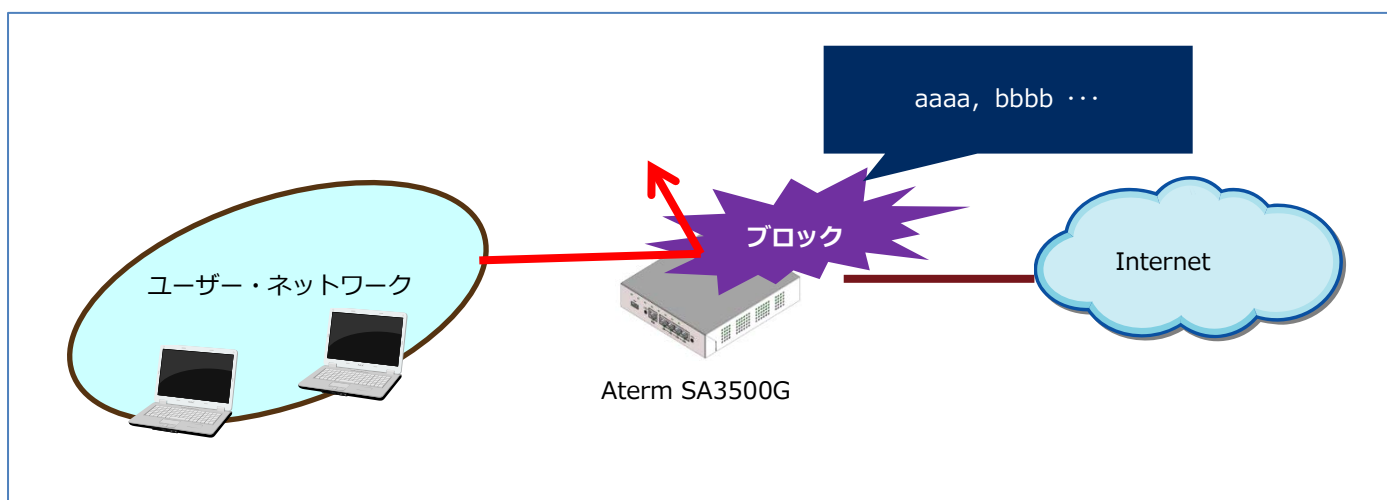 aaaa, bbbb ･･･
ブロック
ユーザー・ネットワーク
Internet
Aterm SA3500G